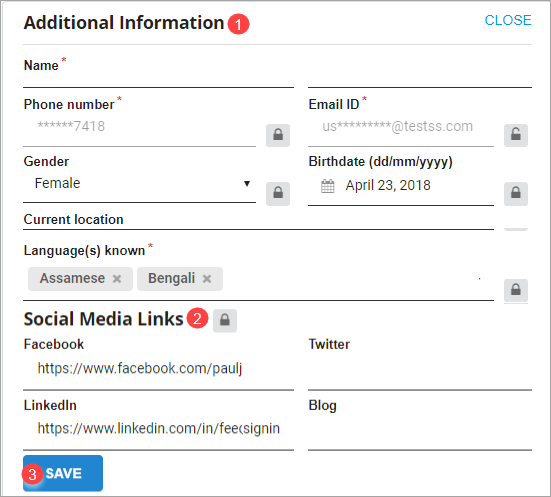 Additional Information 1 CLOSE
Name *
Phone number * Email ID *
******7418 us*********@testss.com
Gender Birthdate (dd/mm/yyyy)
Female April 23, 2018
Current location
Language(s) known *
Assamese × Bengali ×
Social Media Links 2
Facebook Twitter
https://www.facebook.com/paulj
LinkedIn Blog
https://www.linkedin.com/in/feedsignin
3 SAVE